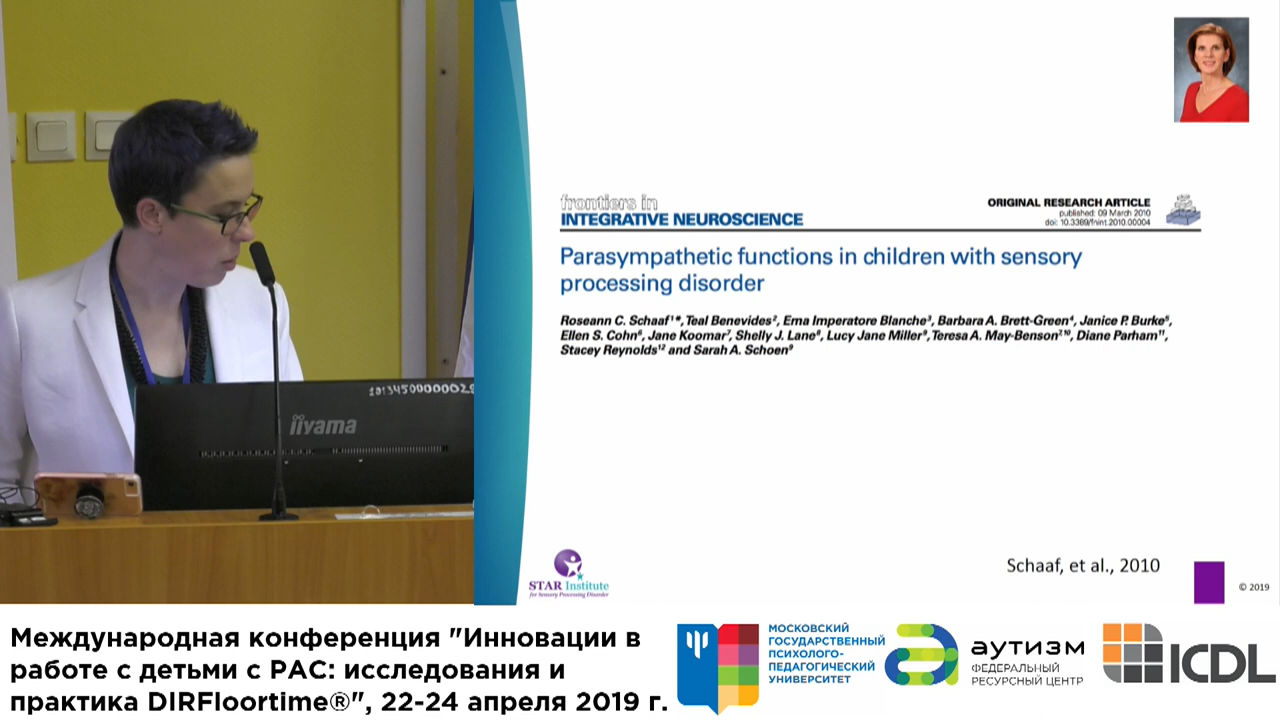 frontiers in
INTEGRATIVE NEUROSCIENCE
ORIGINAL RESEARCH ARTICLE
published: 09 March 2010
doi: 10.3389/fnint.2010.00004
Parasympathetic functions in children with sensory
processing disorder
Roseann C. Schaaf¹*, Teal Benevides², Erna Imperatore Blanche³, Barbara A. Brett-Green⁴, Janice P. Burke⁵,
Ellen S. Cohn⁶, Jane Koomar⁷, Shelly J. Lane⁸, Lucy Jane Miller⁹, Teresa A. May-Benson⁷,¹⁰, Diane Parham¹¹,
Stacey Reynolds¹² and Sarah A. Schoen⁹
iiyama
STAR Institute
for Sensory Processing Disorder
Schaaf, et al., 2010
© 2019
Международная конференция "Инновации в
работе с детьми с РАС: исследования и
практика DIRFloortime®", 22-24 апреля 2019 г.
МОСКОВСКИЙ
ГОСУДАРСТВЕННЫЙ
ПСИХОЛОГО-
ПЕДАГОГИЧЕСКИЙ
УНИВЕРСИТЕТ
аутизм
ФЕДЕРАЛЬНЫЙ
РЕСУРСНЫЙ ЦЕНТР
ICDL